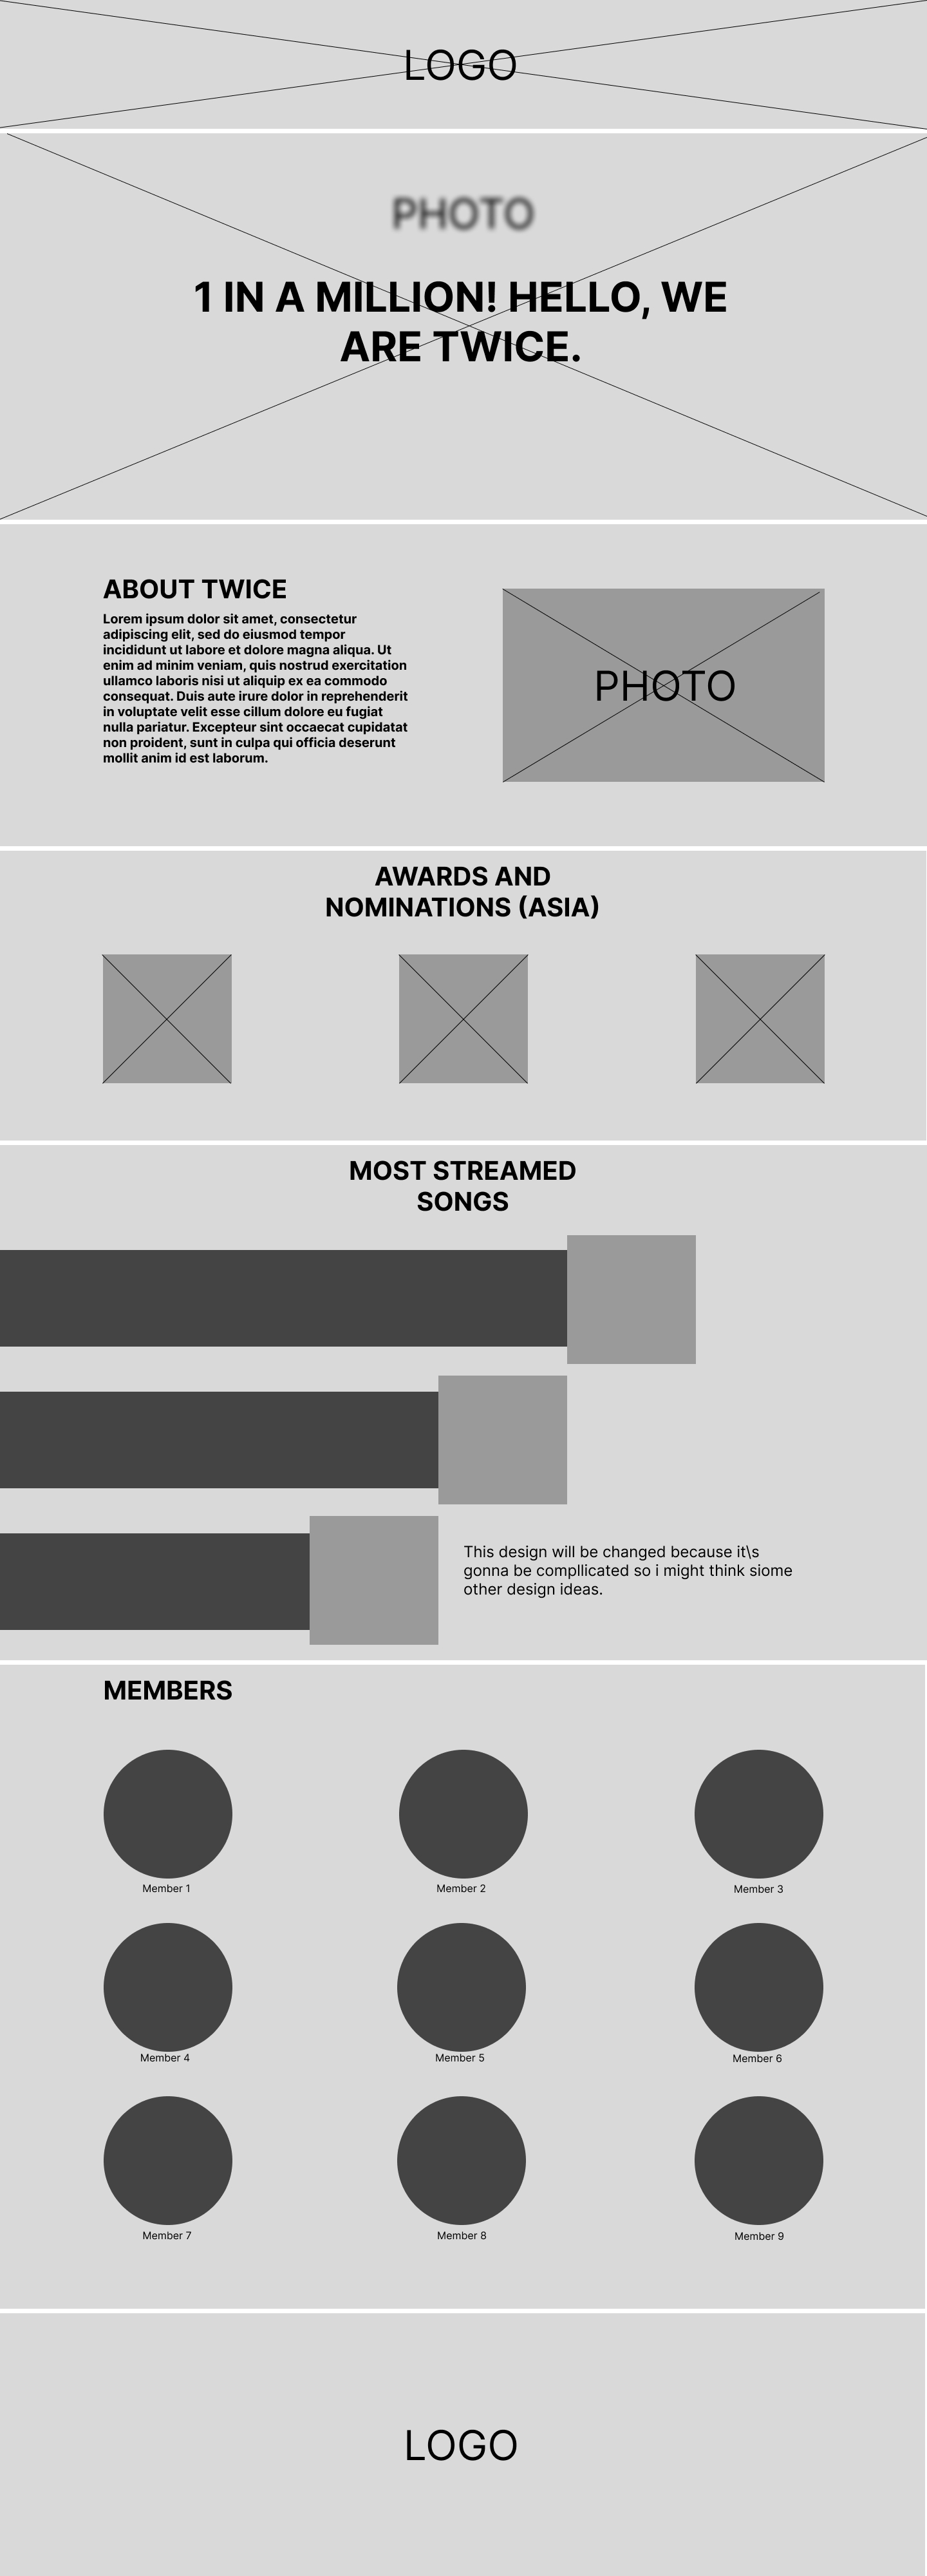 LOGO
PHOTO
1 IN A MILLION! HELLO, WE
ARE TWICE.
ABOUT TWICE
Lorem ipsum dolor sit amet, consectetur
adipiscing elit, sed do eiusmod tempor
incididunt ut labore et dolore magna aliqua. Ut
enim ad minim veniam, quis nostrud exercitation
ullamco laboris nisi ut aliquip ex ea commodo
consequat. Duis aute irure dolor in reprehenderit
in voluptate velit esse cillum dolore eu fugiat
nulla pariatur. Excepteur sint occaecat cupidatat
non proident, sunt in culpa qui officia deserunt
mollit anim id est laborum.
PHOTO
AWARDS AND
NOMINATIONS (ASIA)
MOST STREAMED
SONGS
This design will be changed because it\s
gonna be compllicated so i might think siome
other design ideas.
MEMBERS
Member 1
Member 2
Member 3
Member 4
Member 5
Member 6
Member 7
Member 8
Member 9
LOGO